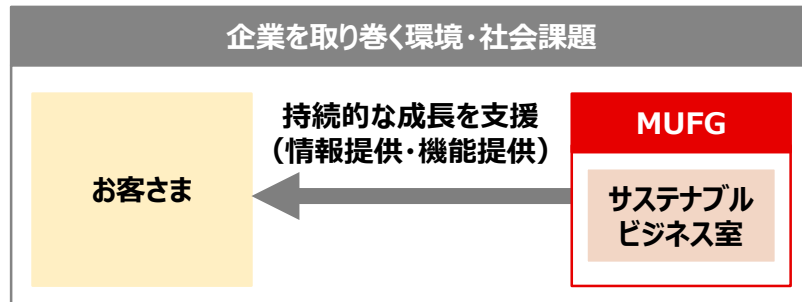 企業を取り巻く環境・社会課題
持続的な成長を支援
（情報提供・機能提供）
お客さま
MUFG
サステナブル
ビジネス室